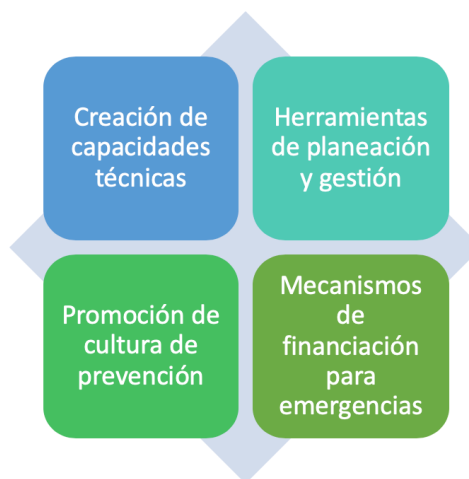 Creación de
capacidades
técnicas
Herramientas
de planeación
y gestión
Promoción de
cultura de
prevención
Mecanismos
de
financiación
para
emergencias